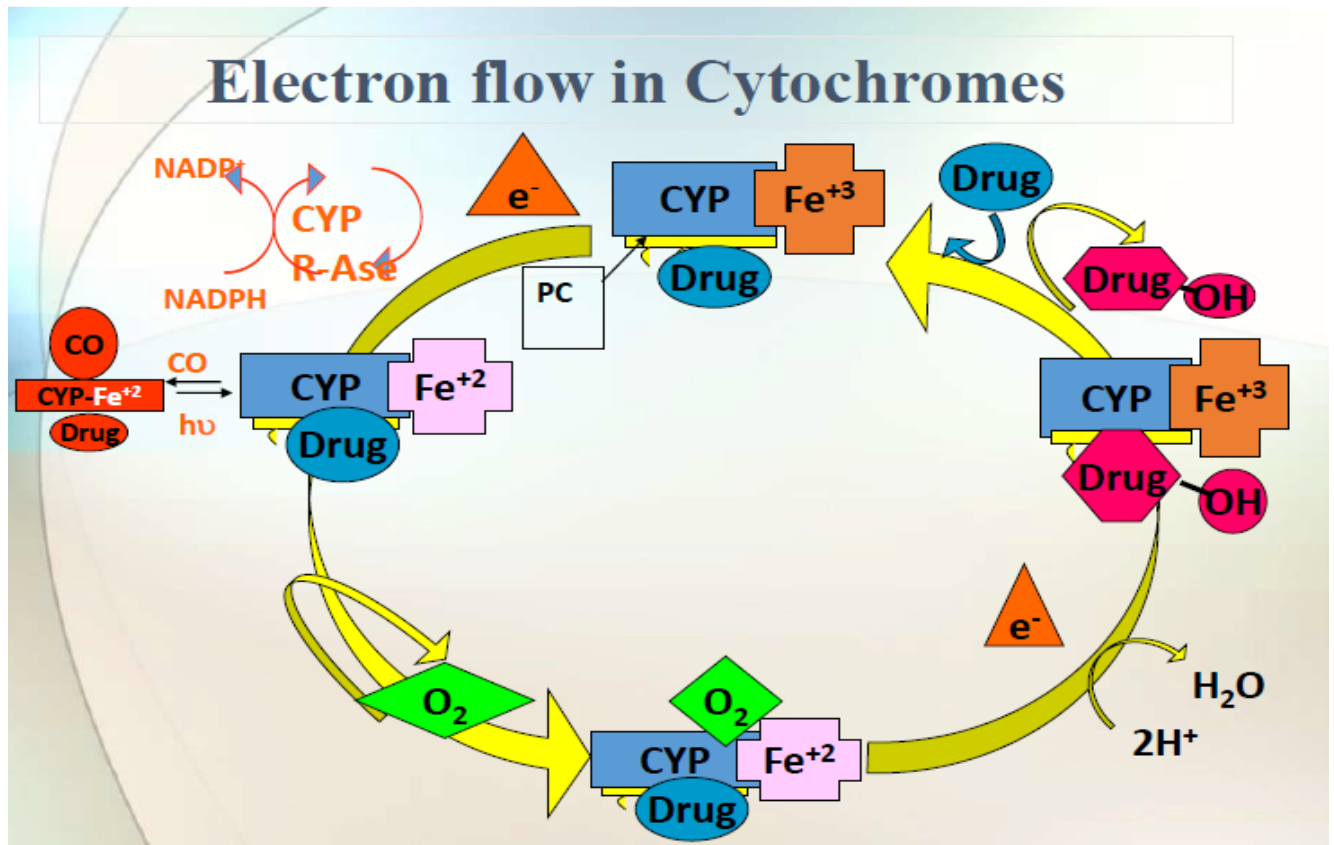 Electron flow in Cytochromes
NADP⁺
CYP
R-Ase
NADPH
e⁻
CYP
Fe⁺³
Drug
PC
Drug
Drug
OH
CO
CYP-Fe⁺²
Drug
CO
hυ
CYP
Fe⁺²
Drug
CYP
Fe⁺³
Drug
OH
O₂
O₂
CYP
Fe⁺²
Drug
e⁻
H₂O
2H⁺